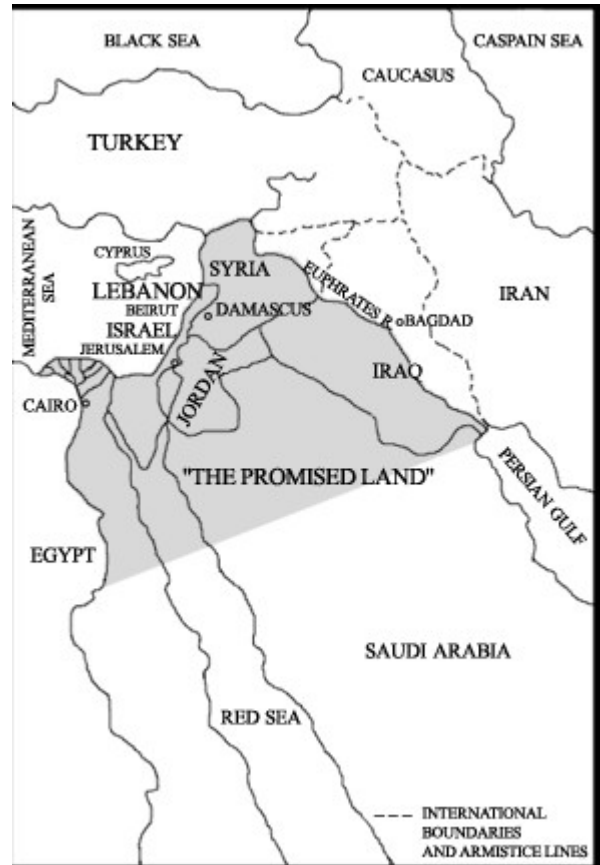 BLACK SEA
CASPAIN SEA
CAUCASUS
TURKEY
MEDITERRANEAN
SEA
CYPRUS
SYRIA
LEBANON
BEIRUT
DAMASCUS
ISRAEL
JERUSALEM
JORDAN
EUPHRATES R
BAGDAD
IRAN
IRAQ
CAIRO
"THE PROMISED LAND"
PERSIAN GULF
EGYPT
SAUDI ARABIA
RED SEA
INTERNATIONAL
BOUNDARIES
AND ARMISTICE LINES